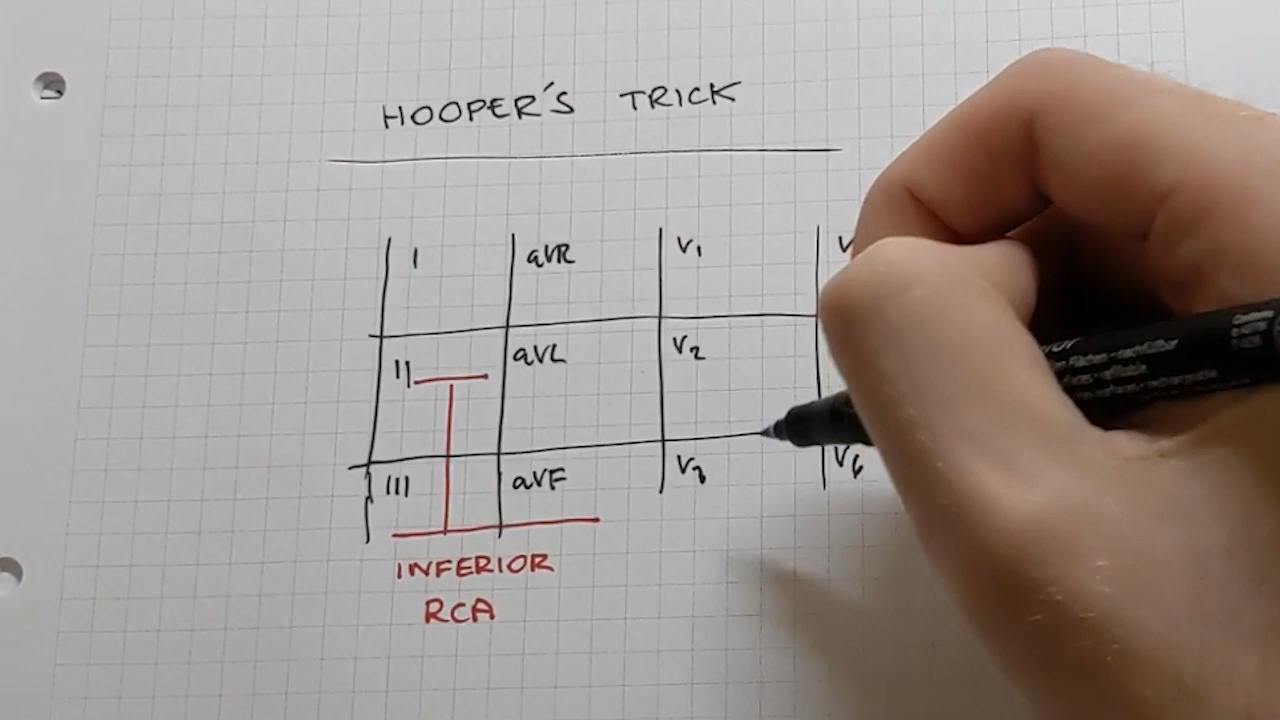 HOOPER'S TRICK
I aVR V1 V
II aVL V2
III aVF V3 V6
INFERIOR
RCA